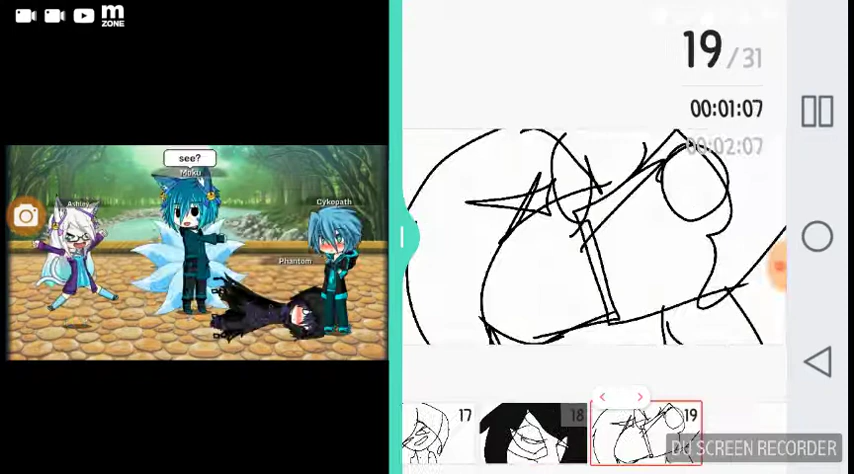 m
ZONE
see?
Moku
Ashley
Cykopath
Phantom
19/31
00:01:07
00:02:07
17
18
19
DU SCREEN RECORDER